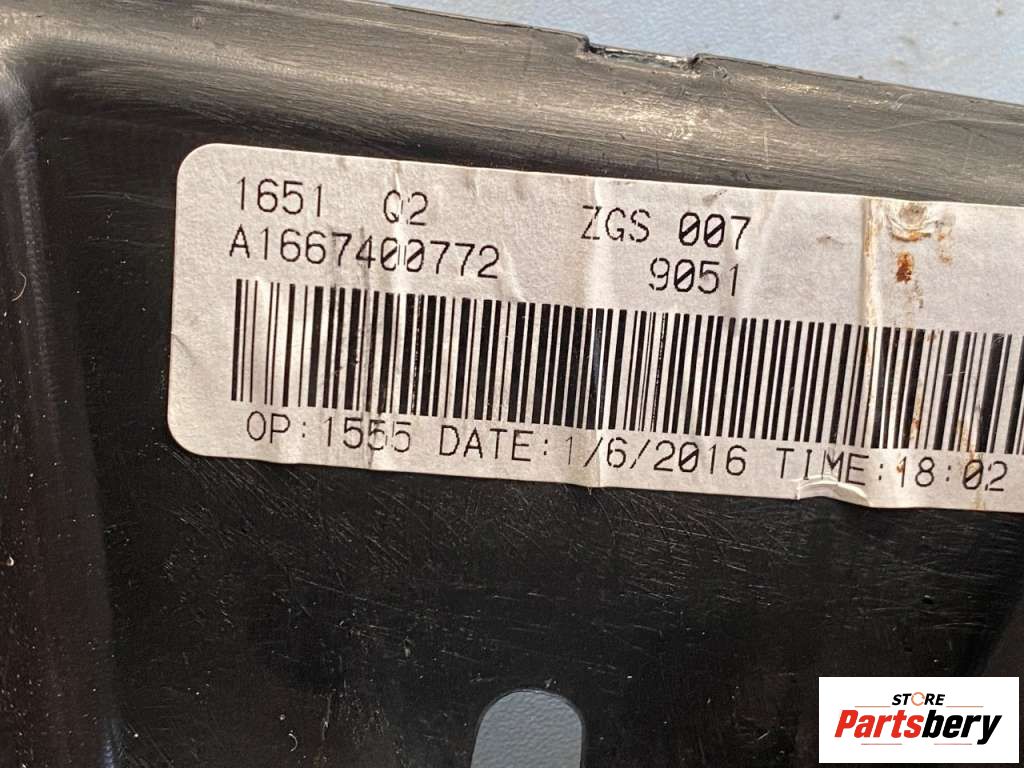 1651 Q2 ZGS 007
A1667400772 9051
OP:1555 DATE:1/6/2016 TIME:18:02
STORE
Partsbery